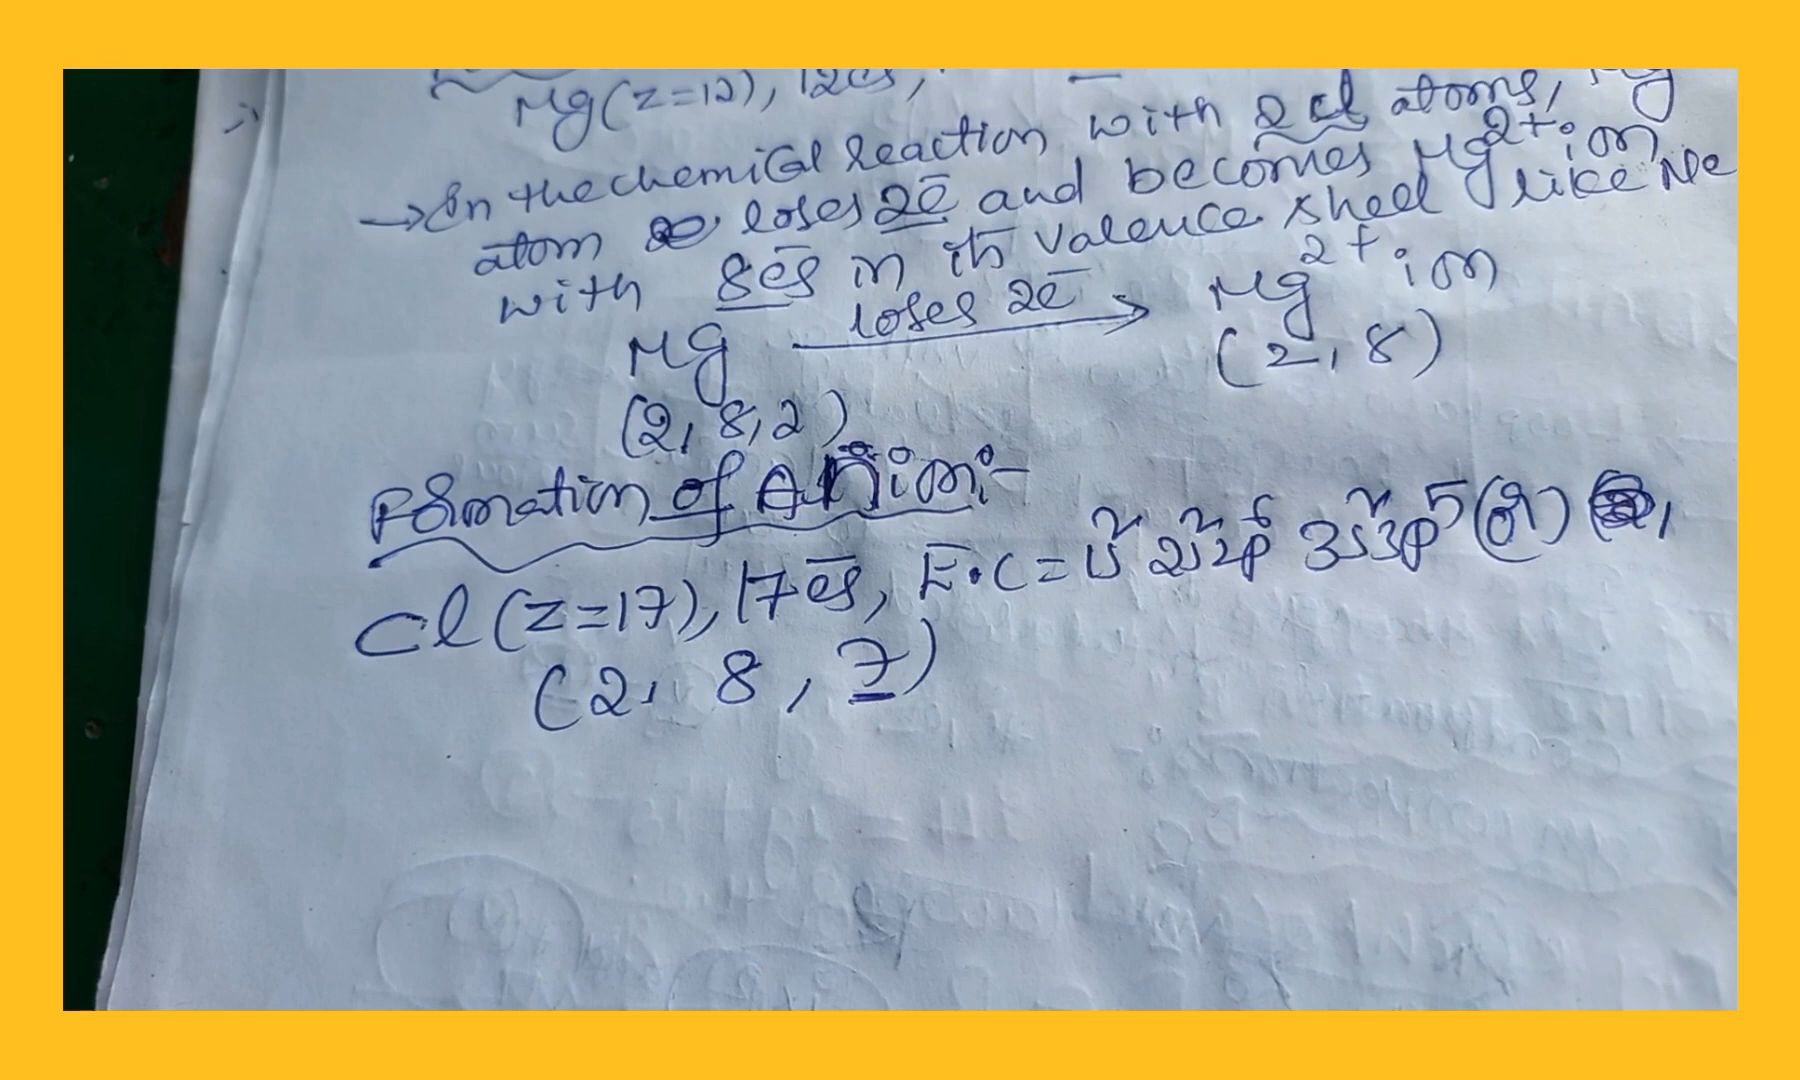 Mg(Z=12), 12ēs,
→ In the chemical reaction with 2 Cl atoms, Mg
atom loses 2ē and becomes Mg²⁺ ion
with 8ēs in its valence shell like Ne
Mg loses 2ē → Mg²⁺ ion
(2, 8, 2) (2, 8)
Formation of Anion:-
Cl (Z=17), 17ēs, E.C = 1s² 2s² 2p⁶ 3s² 3p⁵ (or)
(2, 8, 7)